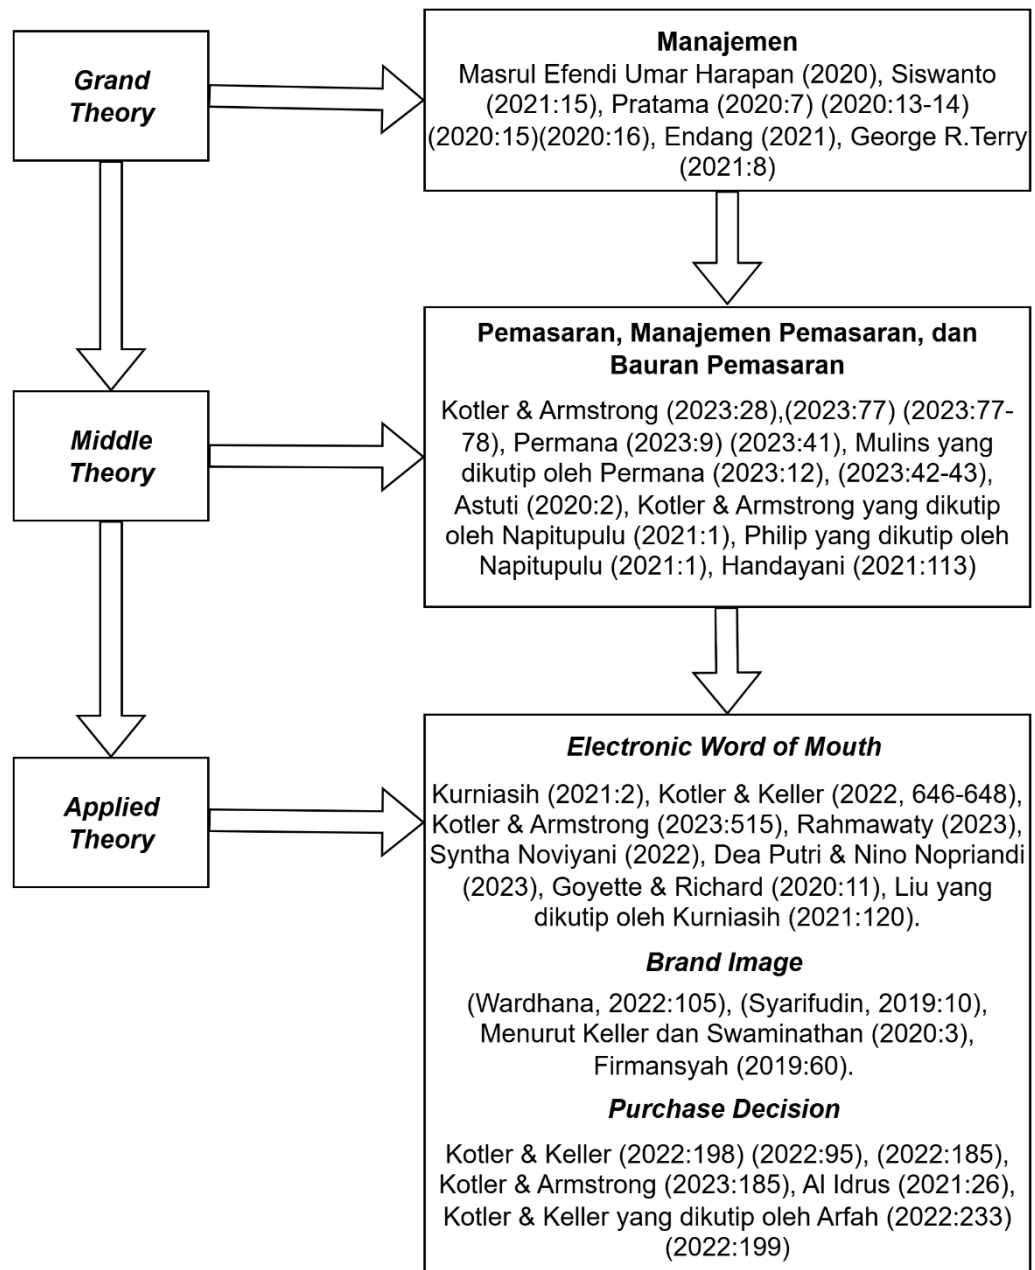 Grand
Theory
Manajemen
Masrul Efendi Umar Harapan (2020), Siswanto
(2021:15), Pratama (2020:7) (2020:13-14)
(2020:15)(2020:16), Endang (2021), George R.Terry
(2021:8)
Middle
Theory
Pemasaran, Manajemen Pemasaran, dan
Bauran Pemasaran
Kotler & Armstrong (2023:28),(2023:77) (2023:77-
78), Permana (2023:9) (2023:41), Mulins yang
dikutip oleh Permana (2023:12), (2023:42-43),
Astuti (2020:2), Kotler & Armstrong yang dikutip
oleh Napitupulu (2021:1), Philip yang dikutip oleh
Napitupulu (2021:1), Handayani (2021:113)
Applied
Theory
Electronic Word of Mouth
Kurniasih (2021:2), Kotler & Keller (2022, 646-648),
Kotler & Armstrong (2023:515), Rahmawaty (2023),
Syntha Noviyani (2022), Dea Putri & Nino Nopriandi
(2023), Goyette & Richard (2020:11), Liu yang
dikutip oleh Kurniasih (2021:120).
Brand Image
(Wardhana, 2022:105), (Syarifudin, 2019:10),
Menurut Keller dan Swaminathan (2020:3),
Firmansyah (2019:60).
Purchase Decision
Kotler & Keller (2022:198) (2022:95), (2022:185),
Kotler & Armstrong (2023:185), Al Idrus (2021:26),
Kotler & Keller yang dikutip oleh Arfah (2022:233)
(2022:199)